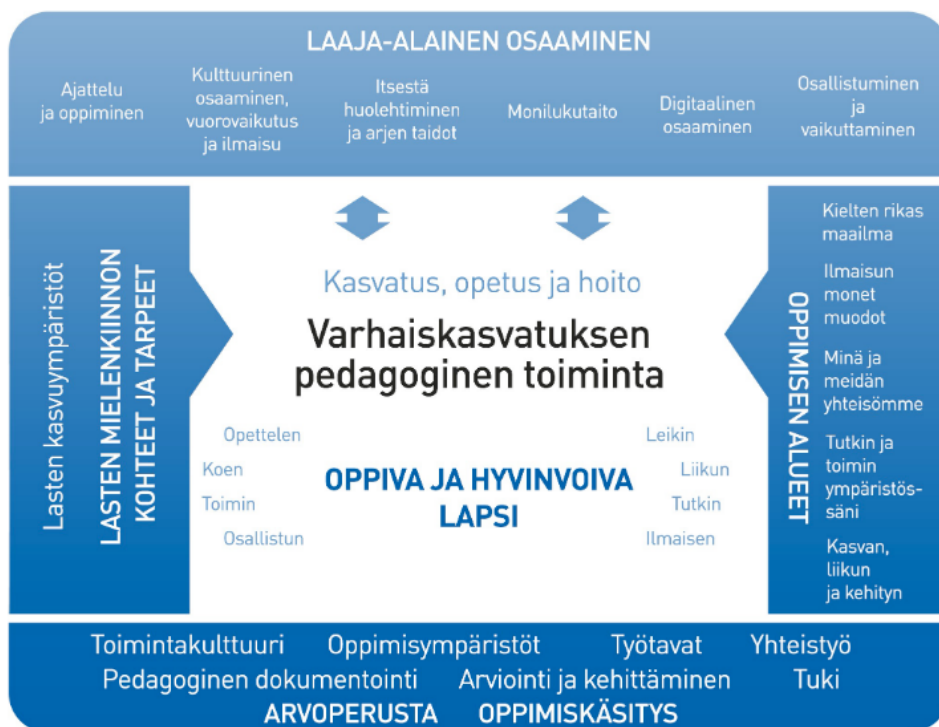 LAAJA-ALAINEN OSAAMINEN
Ajattelu
ja oppiminen
Kulttuurinen
osaaminen,
vuorovaikutus
ja ilmaisu
Itsestä
huolehtiminen
ja arjen taidot
Monilukutaito
Digitaalinen
osaaminen
Osallistuminen
ja
vaikuttaminen
Lasten kasvuympäristöt
LASTEN MIELENKIINNON
KOHTEET JA TARPEET
Kasvatus, opetus ja hoito
Varhaiskasvatuksen
pedagoginen toiminta
Opettelen
Koen
Toimin
Osallistun
OPPIVA JA HYVINVOIVA
LAPSI
Leikin
Liikun
Tutkin
Ilmaisen
OPPIMISEN ALUEET
Kielten rikas
maailma
Ilmaisun
monet
muodot
Minä ja
meidän
yhteisömme
Tutkin ja
toimin
ympäristös-
säni
Kasvan,
liikun
ja kehityn
Toimintakulttuuri Oppimisympäristöt Työtavat Yhteistyö
Pedagoginen dokumentointi Arviointi ja kehittäminen Tuki
ARVOPERUSTA OPPIMISKÄSITYS